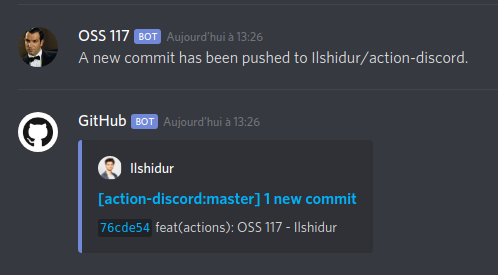 OSS 117 BOT Aujourd'hui à 13:26
A new commit has been pushed to Ilshidur/action-discord.
GitHub BOT Aujourd'hui à 13:26
Ilshidur
[action-discord:master] 1 new commit
76cde54 feat(actions): OSS 117 - Ilshidur